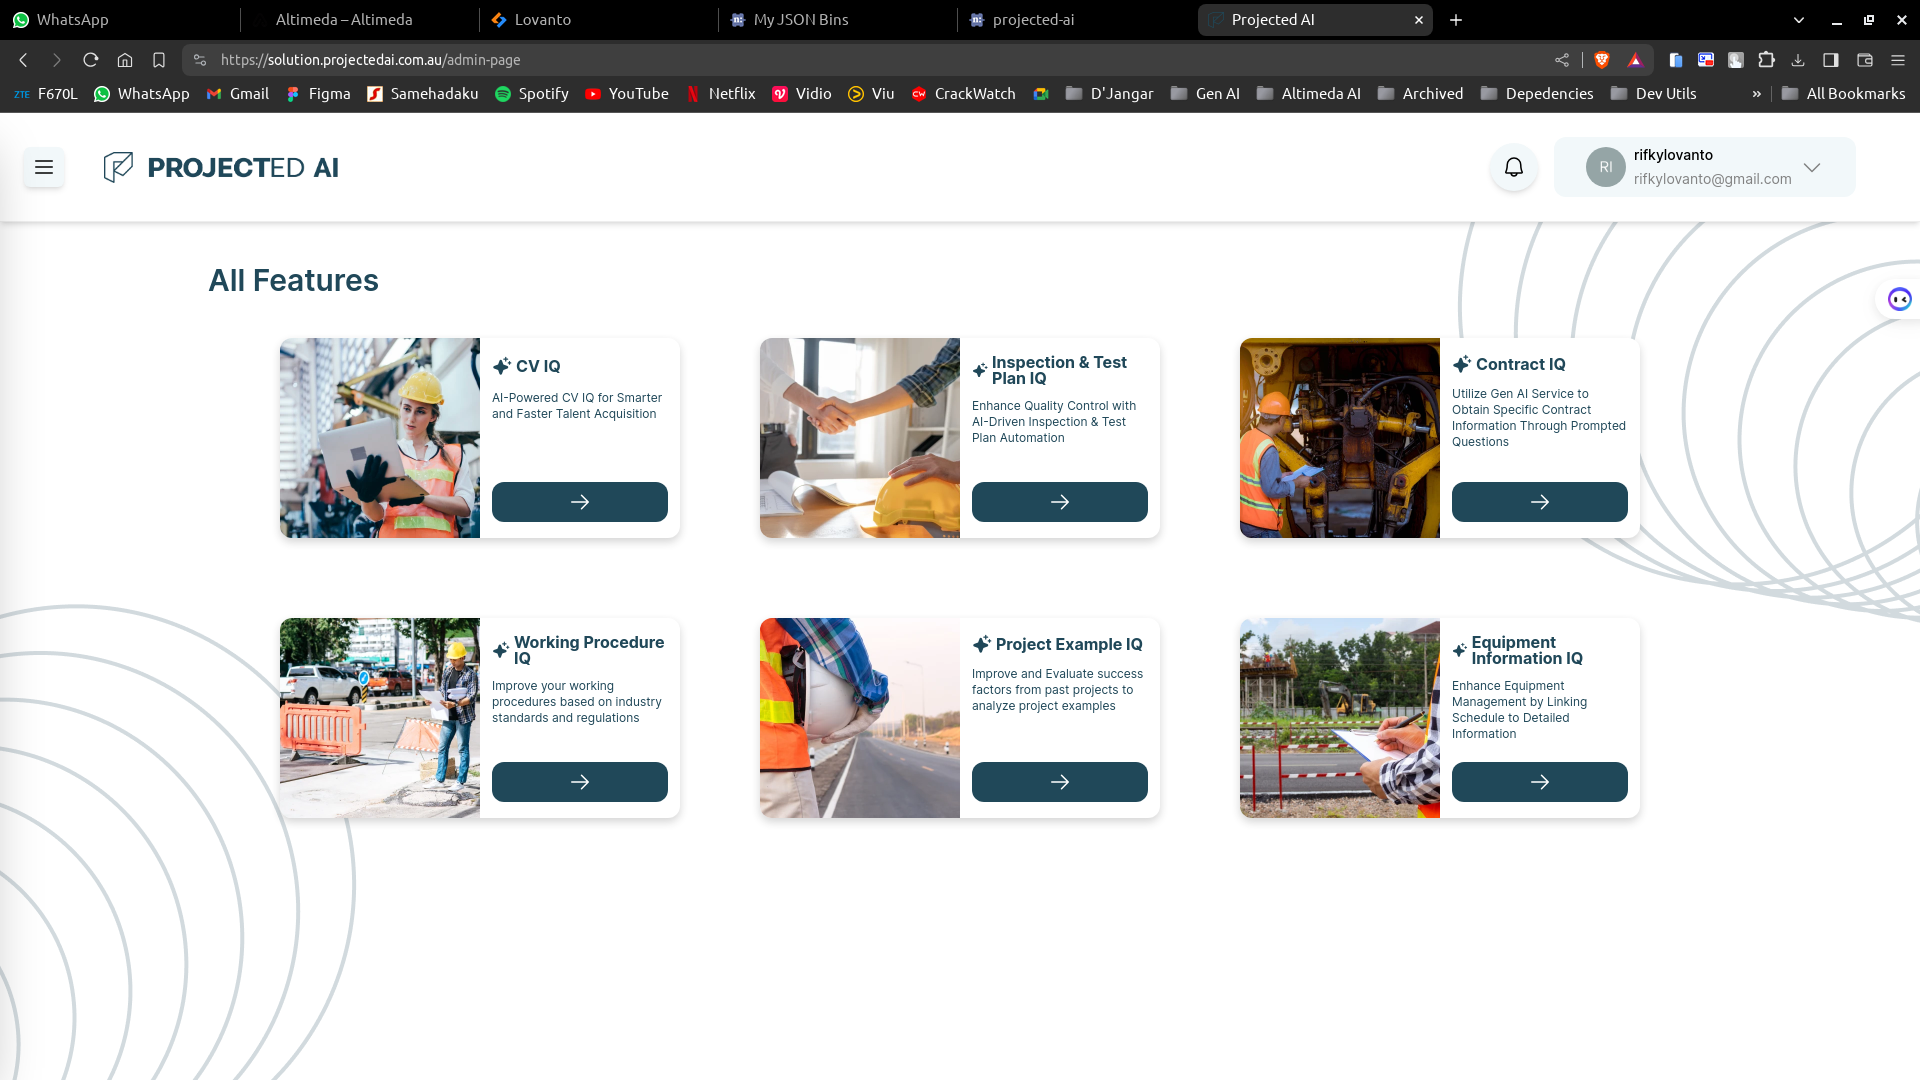 WhatsApp
Altimeda – Altimeda
Lovanto
My JSON Bins
projected-ai
Projected AI
https://solution.projectedai.com.au/admin-page
ZTE F670L
WhatsApp
Gmail
Figma
Samehadaku
Spotify
YouTube
Netflix
Vidio
Viu
CW CrackWatch
D'Jangar
Gen AI
Altimeda AI
Archived
Depedencies
Dev Utils
»
All Bookmarks
PROJECTED AI
RI
rifkylovanto
rifkylovanto@gmail.com
All Features
CV IQ
AI-Powered CV IQ for Smarter
and Faster Talent Acquisition
Inspection & Test
Plan IQ
Enhance Quality Control with
AI-Driven Inspection & Test
Plan Automation
Contract IQ
Utilize Gen AI Service to
Obtain Specific Contract
Information Through Prompted
Questions
Working Procedure
IQ
Improve your working
procedures based on industry
standards and regulations
Project Example IQ
Improve and Evaluate success
factors from past projects to
analyze project examples
Equipment
Information IQ
Enhance Equipment
Management by Linking
Schedule to Detailed
Information